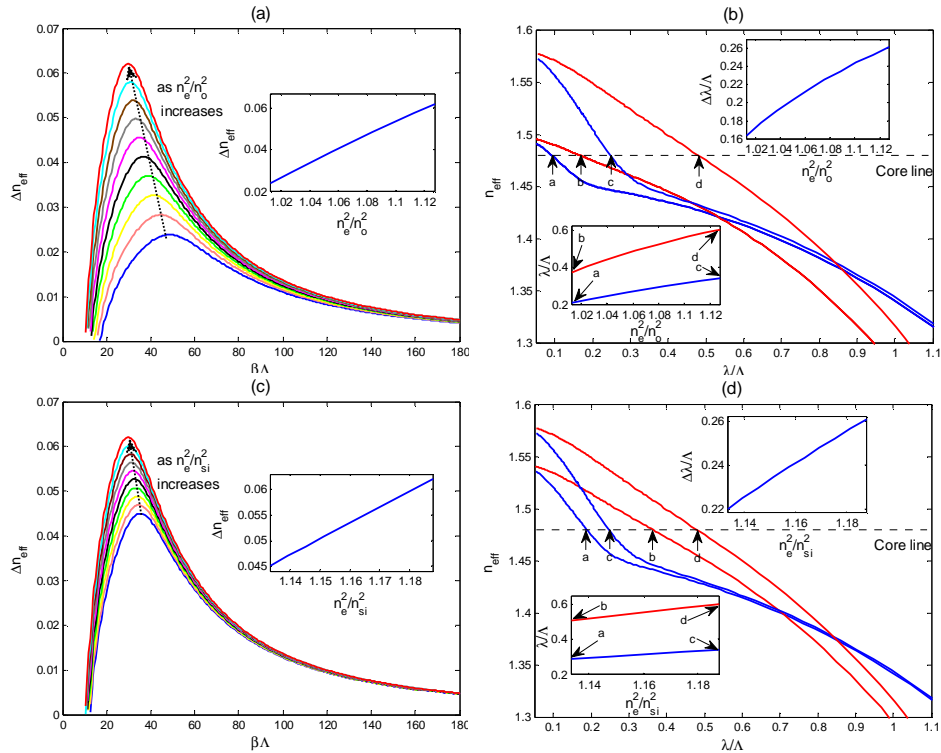 (a)
0.07
0.06
0.05
0.04
0.03
0.02
0.01
0
Δn_eff
0 20 40 60 80 100 120 140 160 180
βΛ
as n_e^2/n_o^2
increases
0.06
0.04
0.02
Δn_eff
1.02 1.04 1.06 1.08 1.1 1.12
n_e^2/n_o^2
(b)
1.6
1.55
1.5
1.45
1.4
1.35
1.3
n_eff
0.1 0.2 0.3 0.4 0.5 0.6 0.7 0.8 0.9 1 1.1
λ/Λ
0.26
0.24
0.22
0.2
0.18
0.16
Δλ/Λ
1.02 1.04 1.06 1.08 1.1 1.12
n_e^2/n_o^2
Core line
a b c d
0.6
0.4
0.2
λ/Λ
b
a
d
c
1.02 1.04 1.06 1.08 1.1 1.12
n_e^2/n_o^2
(c)
0.07
0.06
0.05
0.04
0.03
0.02
0.01
0
Δn_eff
0 20 40 60 80 100 120 140 160 180
βΛ
as n_e^2/n_si^2
increases
0.06
0.055
0.05
0.045
Δn_eff
1.14 1.15 1.16 1.17 1.18
n_e^2/n_si^2
(d)
1.6
1.55
1.5
1.45
1.4
1.35
1.3
n_eff
0.1 0.2 0.3 0.4 0.5 0.6 0.7 0.8 0.9 1 1.1
λ/Λ
0.26
0.24
0.22
Δλ/Λ
1.14 1.16 1.18
n_e^2/n_si^2
Core line
a c b d
0.6
0.4
0.2
λ/Λ
b
a
d
c
1.14 1.16 1.18
n_e^2/n_si^2